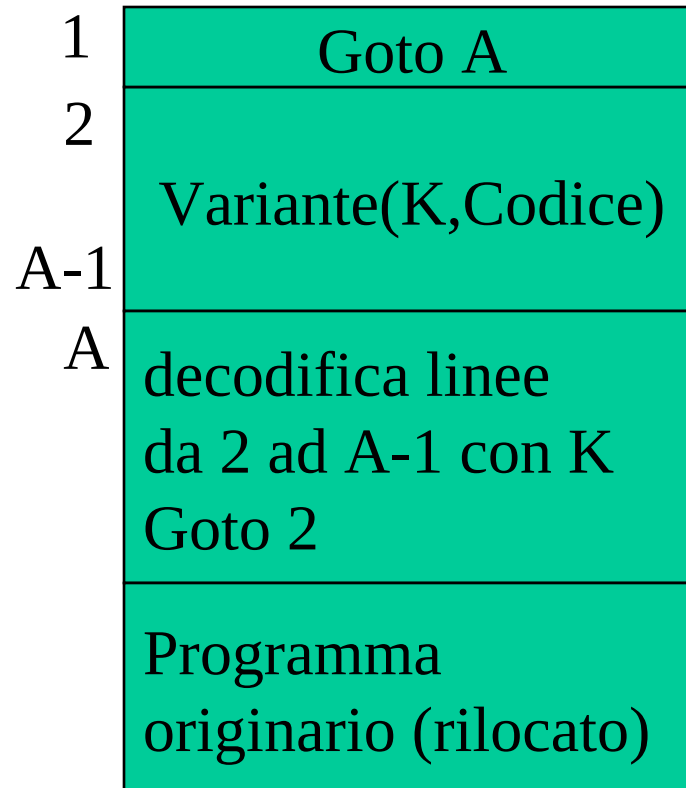 1 Goto A
2
Variante(K,Codice)
A-1
A
decodifica linee
da 2 ad A-1 con K
Goto 2
Programma
originario (rilocato)